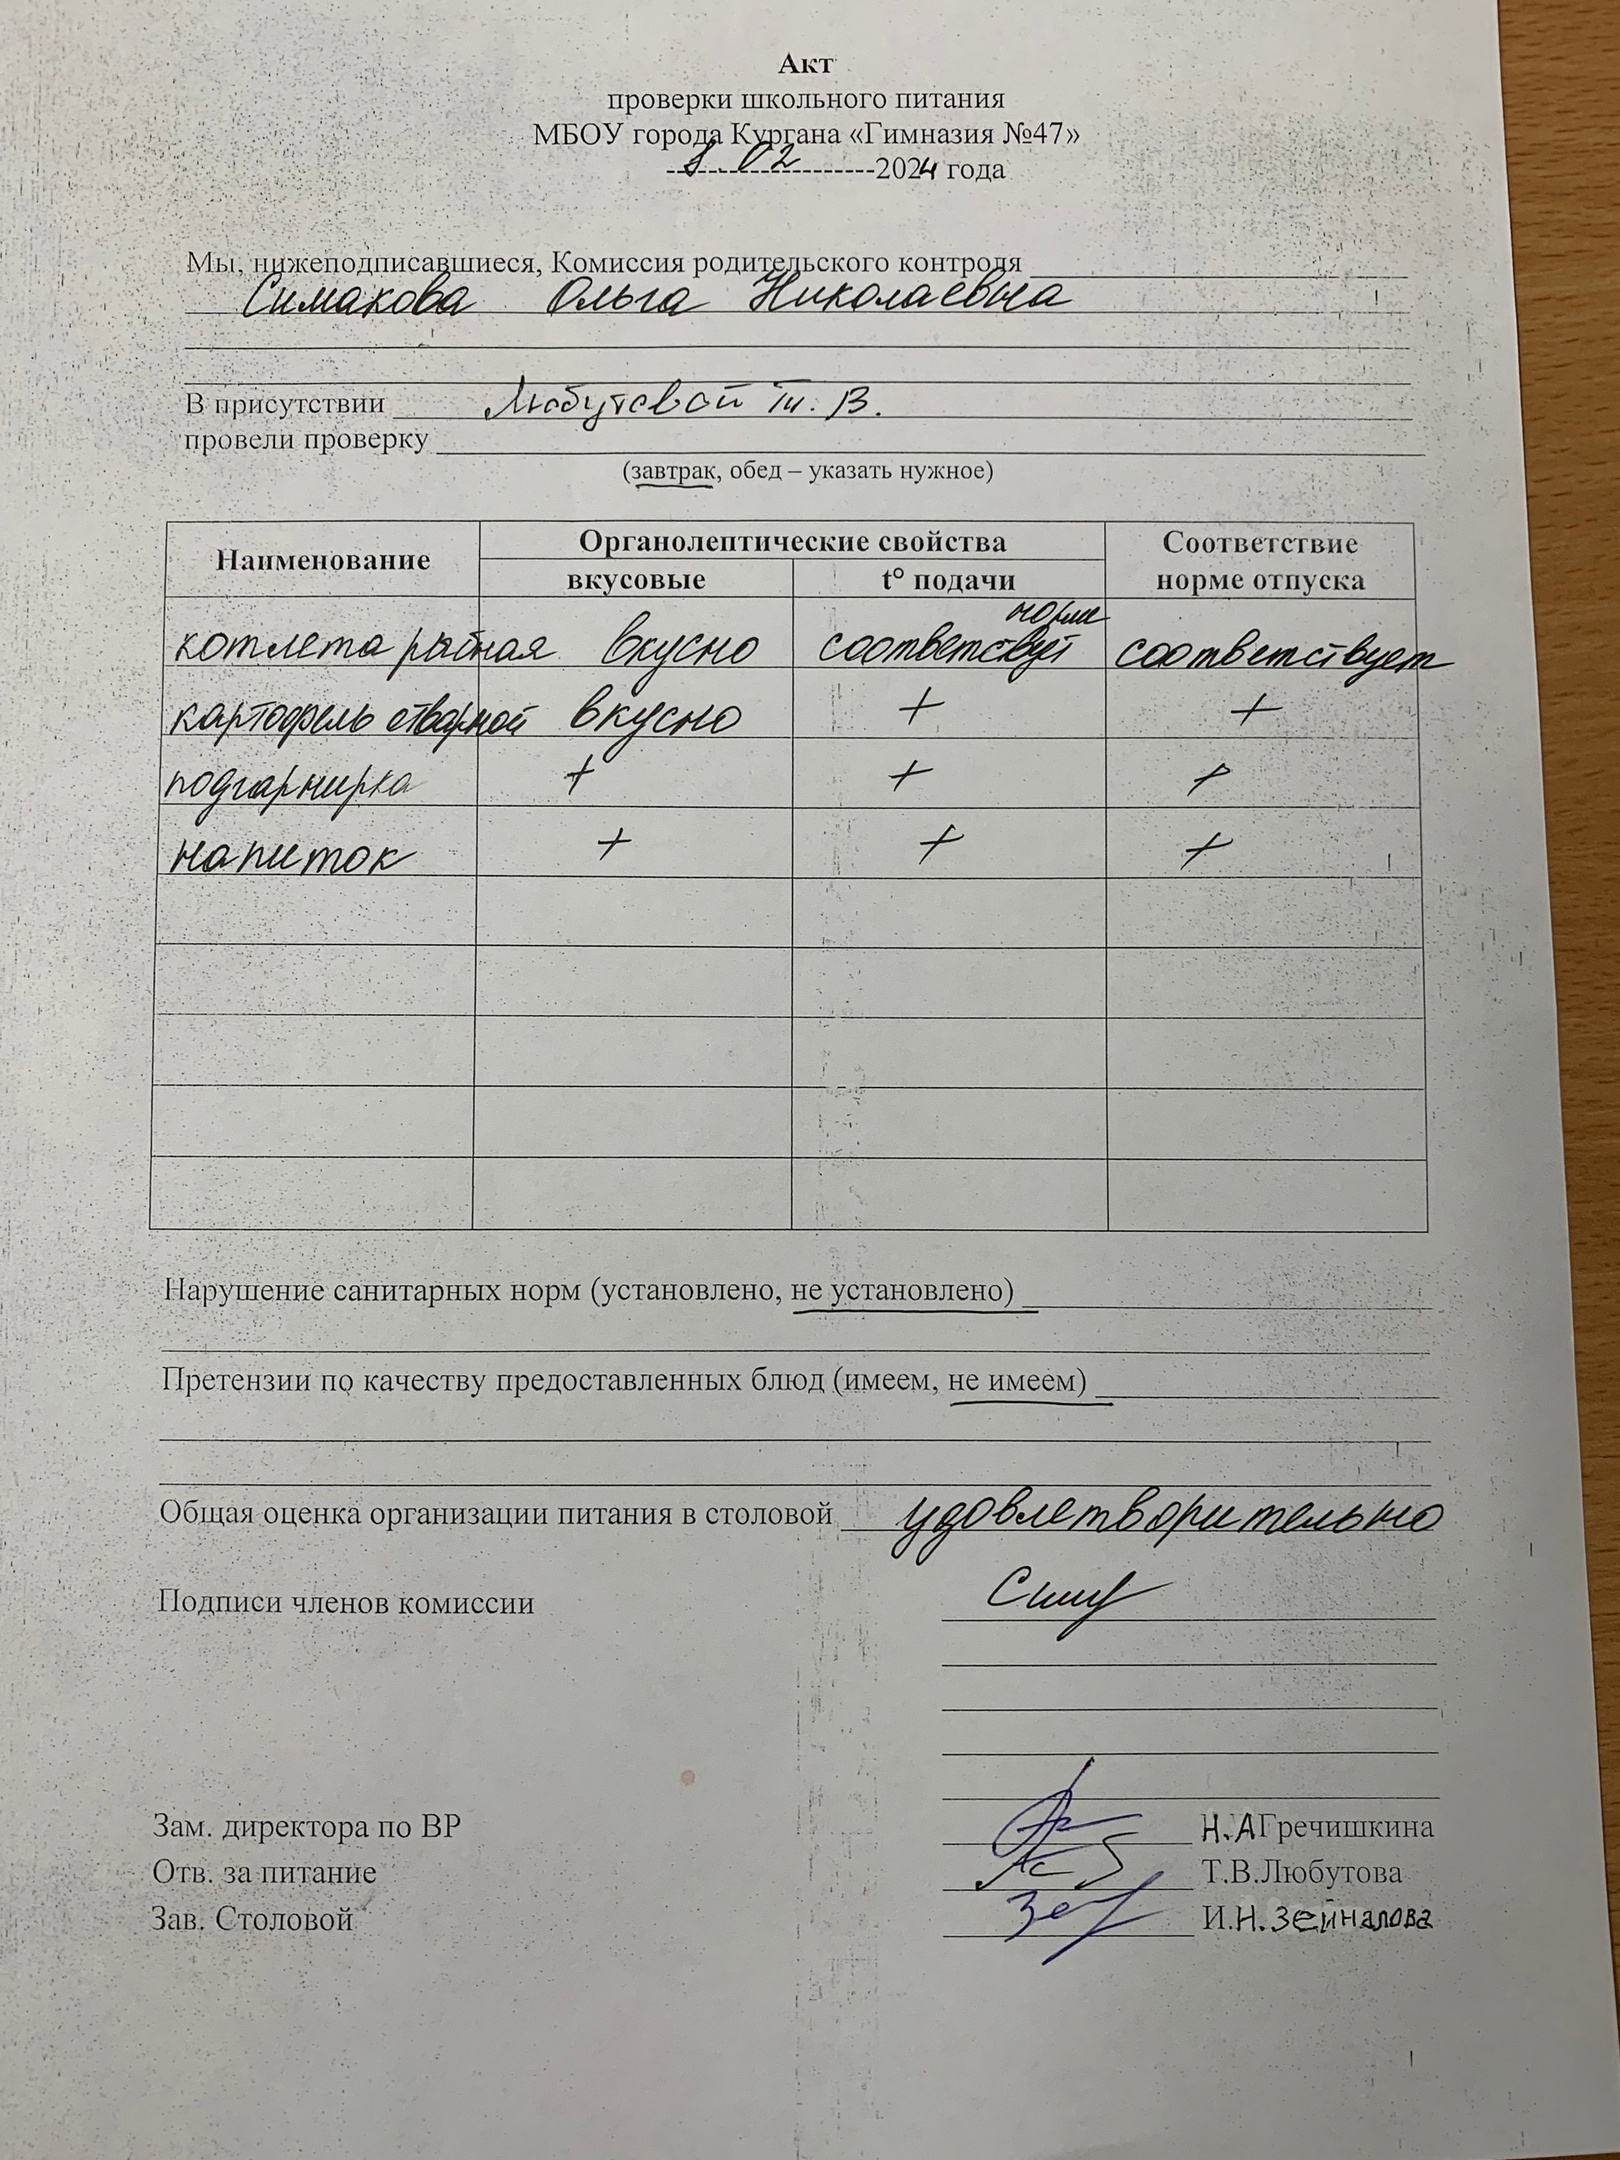 Акт
проверки школьного питания
МБОУ города Кургана «Гимназия №47»
8.02 2024 года
Мы, нижеподписавшиеся, Комиссия родительского контроля
Симакова Ольга Николаевна
В присутствии Любутовой Т. В.
провели проверку
(завтрак, обед – указать нужное)
Наименование Органолептические свойства Соответствие норме отпуска
вкусовые t° подачи
котлета рыбная вкусно соответствует норме соответствует
картофель отварной вкусно + +
подгарнирка + + +
напиток + + +
Нарушение санитарных норм (установлено, не установлено)
Претензии по качеству предоставленных блюд (имеем, не имеем)
Общая оценка организации питания в столовой удовлетворительно
Подписи членов комиссии
Зам. директора по ВР Н.А Гречишкина
Отв. за питание Т.В.Любутова
Зав. Столовой И.Н. Зейналова